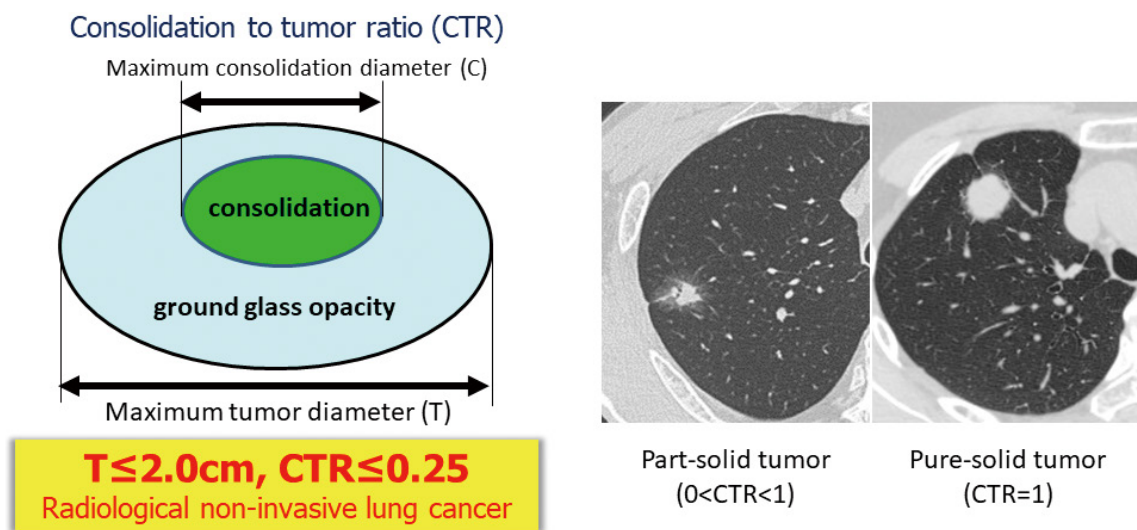 Consolidation to tumor ratio (CTR)
Maximum consolidation diameter (C)
consolidation
ground glass opacity
Maximum tumor diameter (T)
T≦2.0cm, CTR≦0.25
Radiological non-invasive lung cancer
Part-solid tumor
(0<CTR<1)
Pure-solid tumor
(CTR=1)